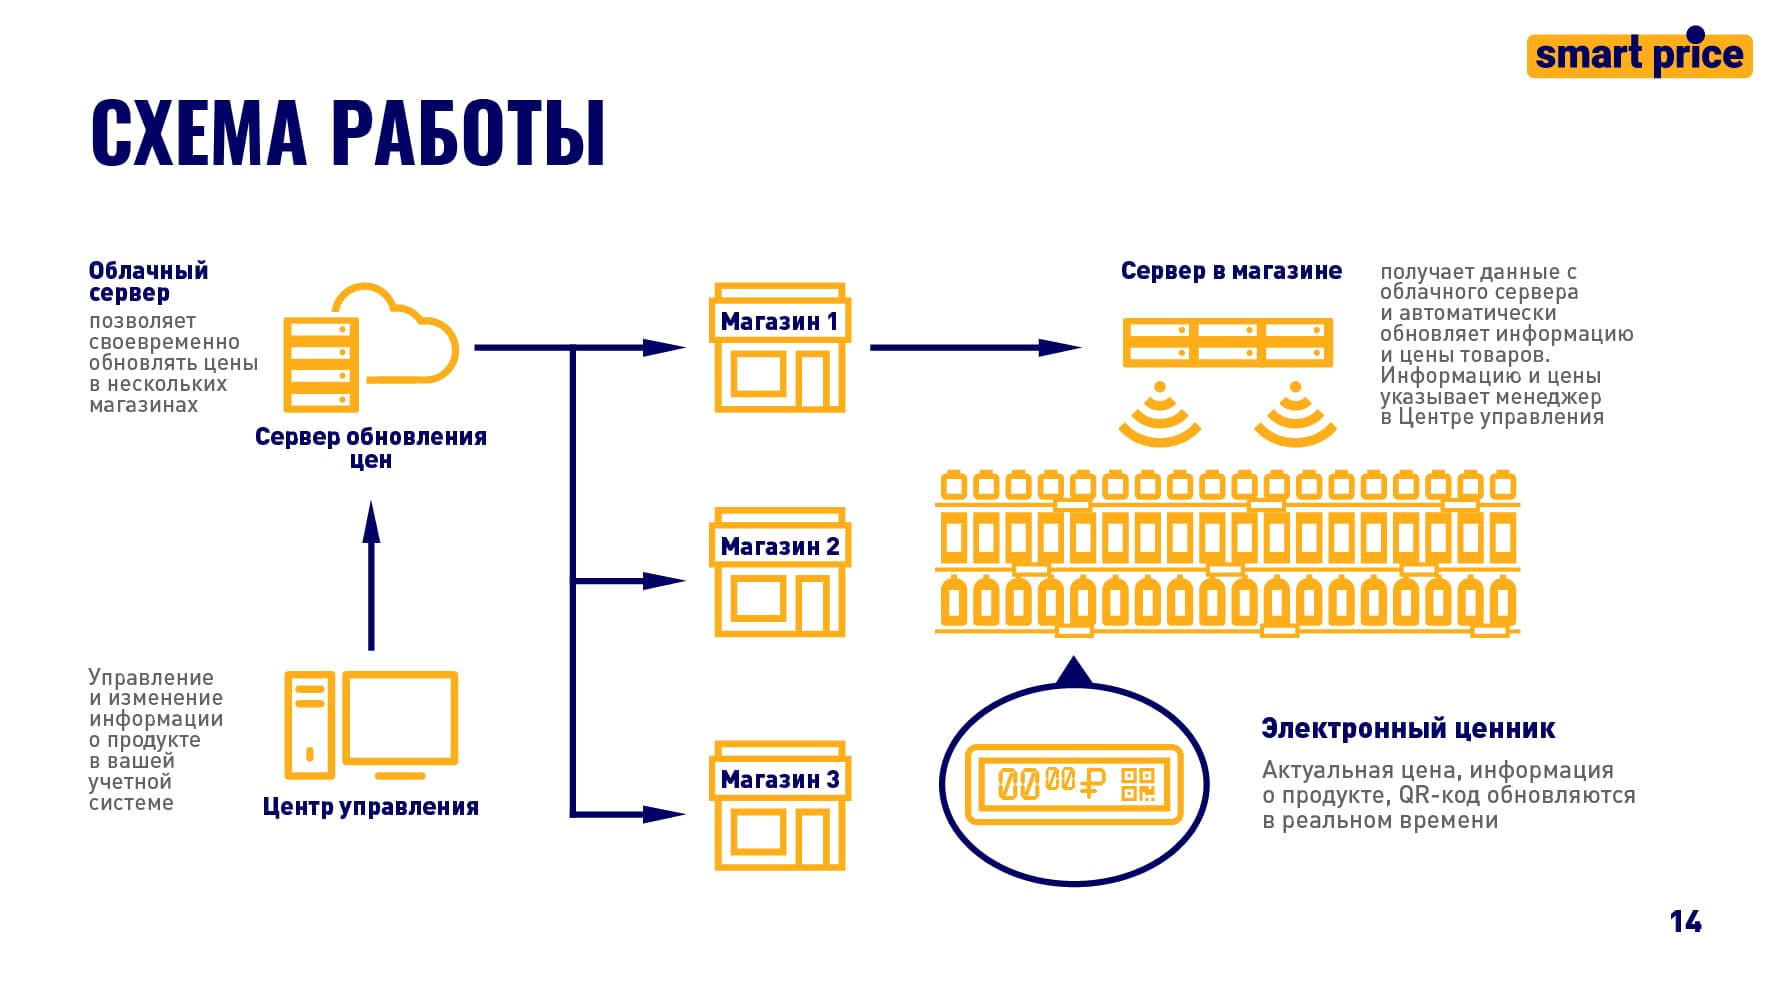 smart price
СХЕМА РАБОТЫ
Облачный
сервер
позволяет
своевременно
обновлять цены
в нескольких
магазинах
Сервер обновления
цен
Управление
и изменение
информации
о продукте
в вашей
учетной
системе
Центр управления
Магазин 1
Магазин 2
Магазин 3
Сервер в магазине
получает данные с
облачного сервера
и автоматически
обновляет информацию
и цены товаров.
Информацию и цены
указывает менеджер
в Центре управления
00 00 ₽
Электронный ценник
Актуальная цена, информация
о продукте, QR-код обновляются
в реальном времени
14